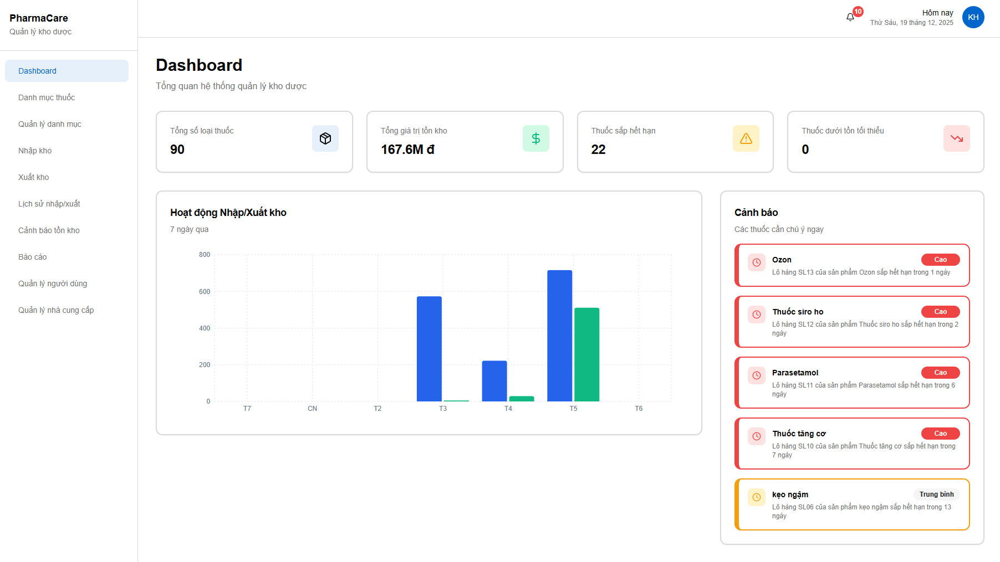 PharmaCare
Quản lý kho dược
Dashboard
Danh mục thuốc
Quản lý danh mục
Nhập kho
Xuất kho
Lịch sử nhập/xuất
Cảnh báo tồn kho
Báo cáo
Quản lý người dùng
Quản lý nhà cung cấp
10
Hôm nay
Thứ Sáu, 19 tháng 12, 2025
KH
Dashboard
Tổng quan hệ thống quản lý kho dược
Tổng số loại thuốc
90
Tổng giá trị tồn kho
167.6M đ
Thuốc sắp hết hạn
22
Thuốc dưới tồn tối thiểu
0
Hoạt động Nhập/Xuất kho
7 ngày qua
800
600
400
200
0
T7 CN T2 T3 T4 T5 T6
Cảnh báo
Các thuốc cần chú ý ngay
Ozon Cao
Lô hàng SL13 của sản phẩm Ozon sắp hết hạn trong 1 ngày
Thuốc siro ho Cao
Lô hàng SL12 của sản phẩm Thuốc siro ho sắp hết hạn trong 2
ngày
Parasetamol Cao
Lô hàng SL11 của sản phẩm Parasetamol sắp hết hạn trong 6
ngày
Thuốc tăng cơ Cao
Lô hàng SL10 của sản phẩm Thuốc tăng cơ sắp hết hạn trong
7 ngày
kẹo ngậm Trung bình
Lô hàng SL06 của sản phẩm kẹo ngậm sắp hết hạn trong 13
ngày